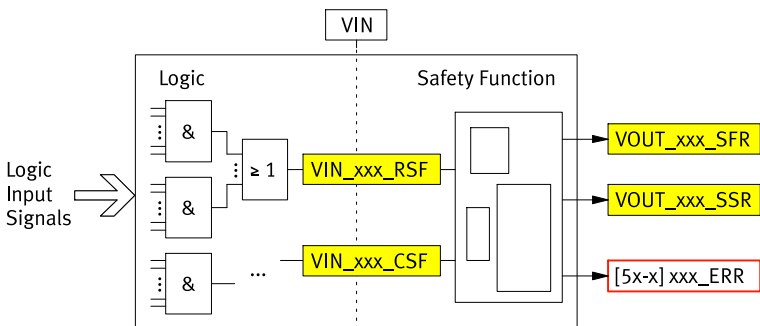 VIN
Logic
Safety Function
&
≥ 1
VIN_xxx_RSF
VOUT_xxx_SFR
Logic
Input
Signals
&
VOUT_xxx_SSR
VIN_xxx_CSF
&
...
[5x-x] xxx_ERR